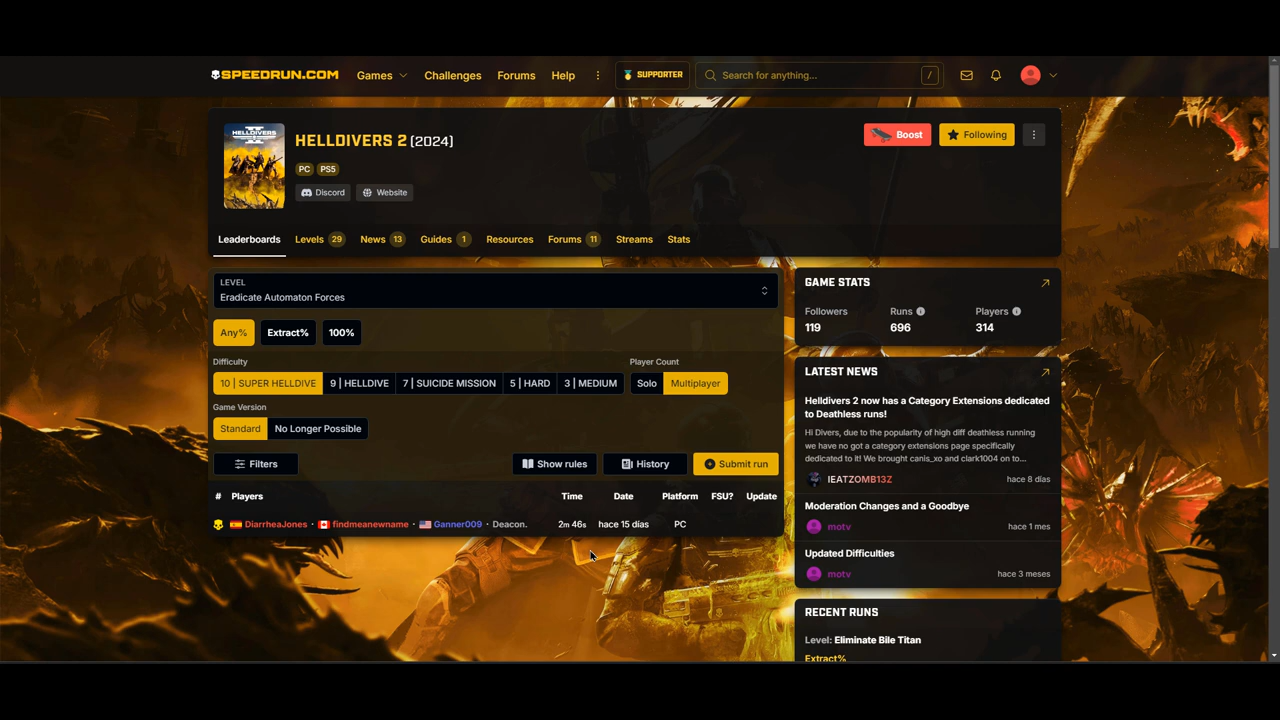 SPEEDRUN.COM
Games
Challenges
Forums
Help
SUPPORTER
Search for anything...
/
HELLDIVERS
HELLDIVERS 2 (2024)
PC PS5
Discord Website
Boost
Following
Leaderboards
Levels 29
News 13
Guides 1
Resources
Forums 11
Streams
Stats
LEVEL
Eradicate Automaton Forces
Any% Extract% 100%
Difficulty
10 | SUPER HELLDIVE 9 | HELLDIVE 7 | SUICIDE MISSION 5 | HARD 3 | MEDIUM
Player Count
Solo Multiplayer
Game Version
Standard No Longer Possible
Filters
Show rules
History
Submit run
# Players Time Date Platform FSU? Update
DiarrheaJones · findmeanewname · Ganner009 · Deacon. 2m 46s hace 15 días PC
GAME STATS
Followers Runs Players
119 696 314
LATEST NEWS
Helldivers 2 now has a Category Extensions dedicated
to Deathless runs!
Hi Divers, due to the popularity of high diff deathless running
we have no got a category extensions page specifically
dedicated to it! We brought canis_xo and clark1004 on to...
IEATZOMB13Z hace 8 días
Moderation Changes and a Goodbye
motv hace 1 mes
Updated Difficulties
motv hace 3 meses
RECENT RUNS
Level: Eliminate Bile Titan
Extract%